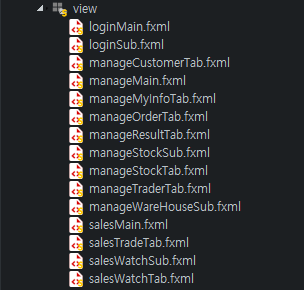 view
loginMain.fxml
loginSub.fxml
manageCustomerTab.fxml
manageMain.fxml
manageMyInfoTab.fxml
manageOrderTab.fxml
manageResultTab.fxml
manageStockSub.fxml
manageStockTab.fxml
manageTraderTab.fxml
manageWareHouseSub.fxml
salesMain.fxml
salesTradeTab.fxml
salesWatchSub.fxml
salesWatchTab.fxml